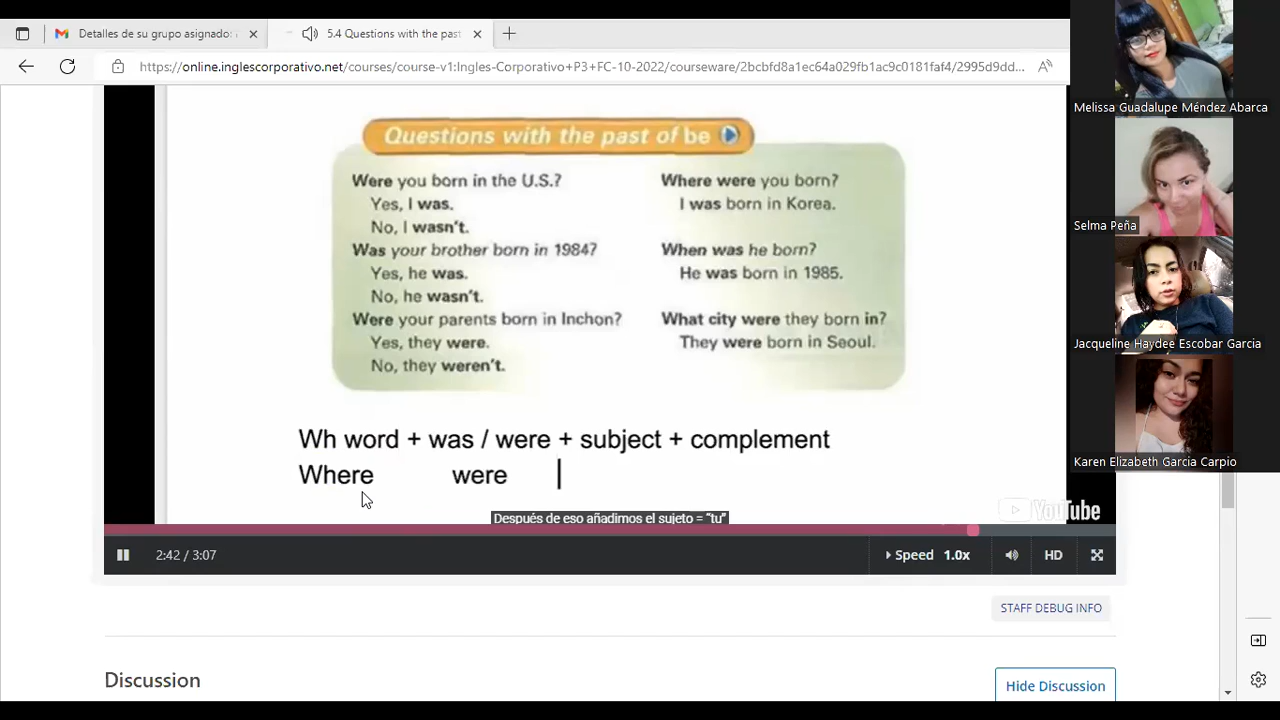 Detalles de su grupo asignado:
5.4 Questions with the past
https://online.inglescorporativo.net/courses/course-v1:Ingles-Corporativo+P3+FC-10-2022/courseware/2bcbfd8a1ec64a029fb1ac9c0181faf4/2995d9dd...
Questions with the past of be
Were you born in the U.S.?
Yes, I was.
No, I wasn't.
Was your brother born in 1984?
Yes, he was.
No, he wasn't.
Were your parents born in Inchon?
Yes, they were.
No, they weren't.
Where were you born?
I was born in Korea.
When was he born?
He was born in 1985.
What city were they born in?
They were born in Seoul.
Wh word + was / were + subject + complement
Where were
Después de eso añadimos el sujeto = “tu”
YouTube
2:42 / 3:07
Speed 1.0x
HD
STAFF DEBUG INFO
Discussion
Hide Discussion
Melissa Guadalupe Méndez Abarca
Selma Peña
Jacqueline Haydee Escobar Garcia
Karen Elizabeth Garcia Carpio